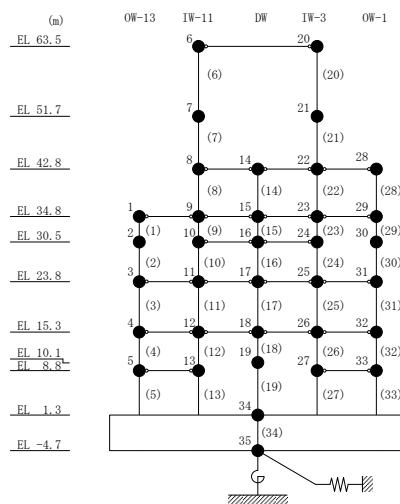 (m) OW-13 IW-11 DW IW-3 OW-1
EL 63.5 6 20
(6) (20)
EL 51.7 7 21
(7) (21)
EL 42.8 8 14 22 28
(8) (14) (22) (28)
EL 34.8 1 9 15 23 29
(1) (9) (15) (23) (29)
EL 30.5 2 10 16 24 30
(2) (10) (16) (24) (30)
EL 23.8 3 11 17 25 31
(3) (11) (17) (25) (31)
EL 15.3 4 12 18 26 32
(4) (12) (18) (26) (32)
EL 10.1 19
EL 8.8 5 13 27 33
(5) (13) (19) (27) (33)
EL 1.3 34
(34)
EL -4.7 35